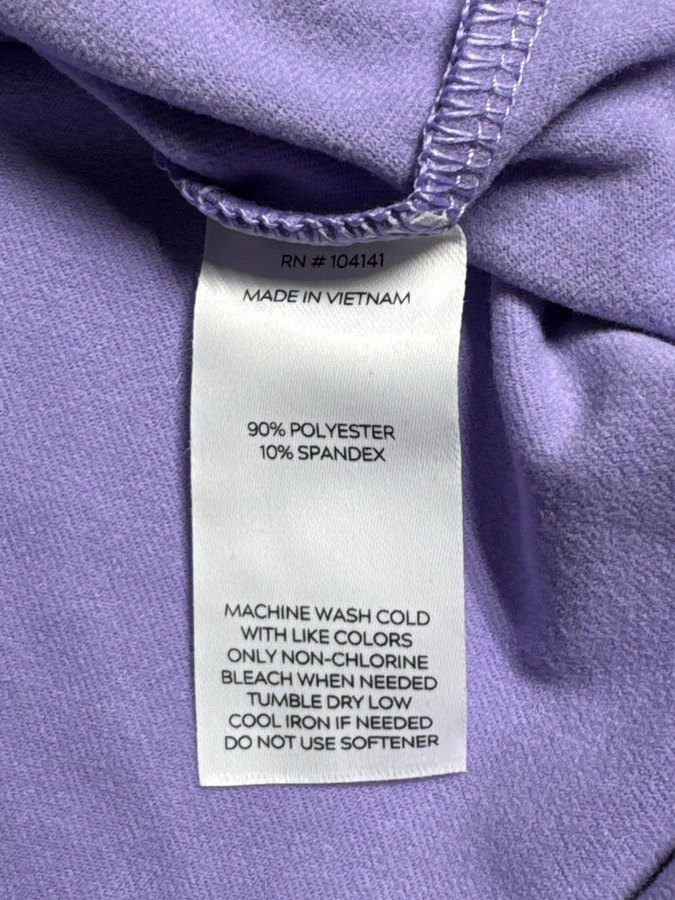 RN # 104141
MADE IN VIETNAM
90% POLYESTER
10% SPANDEX
MACHINE WASH COLD
WITH LIKE COLORS
ONLY NON-CHLORINE
BLEACH WHEN NEEDED
TUMBLE DRY LOW
COOL IRON IF NEEDED
DO NOT USE SOFTENER